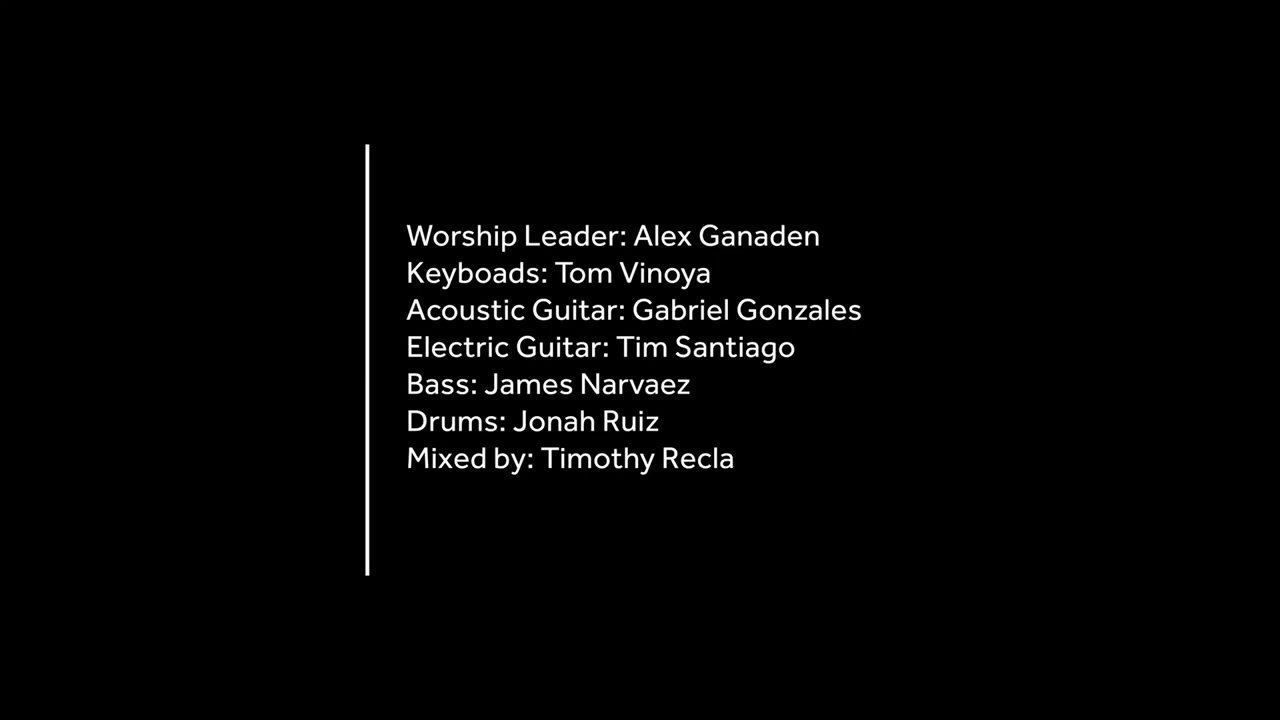 Worship Leader: Alex Ganaden
Keyboads: Tom Vinoya
Acoustic Guitar: Gabriel Gonzales
Electric Guitar: Tim Santiago
Bass: James Narvaez
Drums: Jonah Ruiz
Mixed by: Timothy Recla